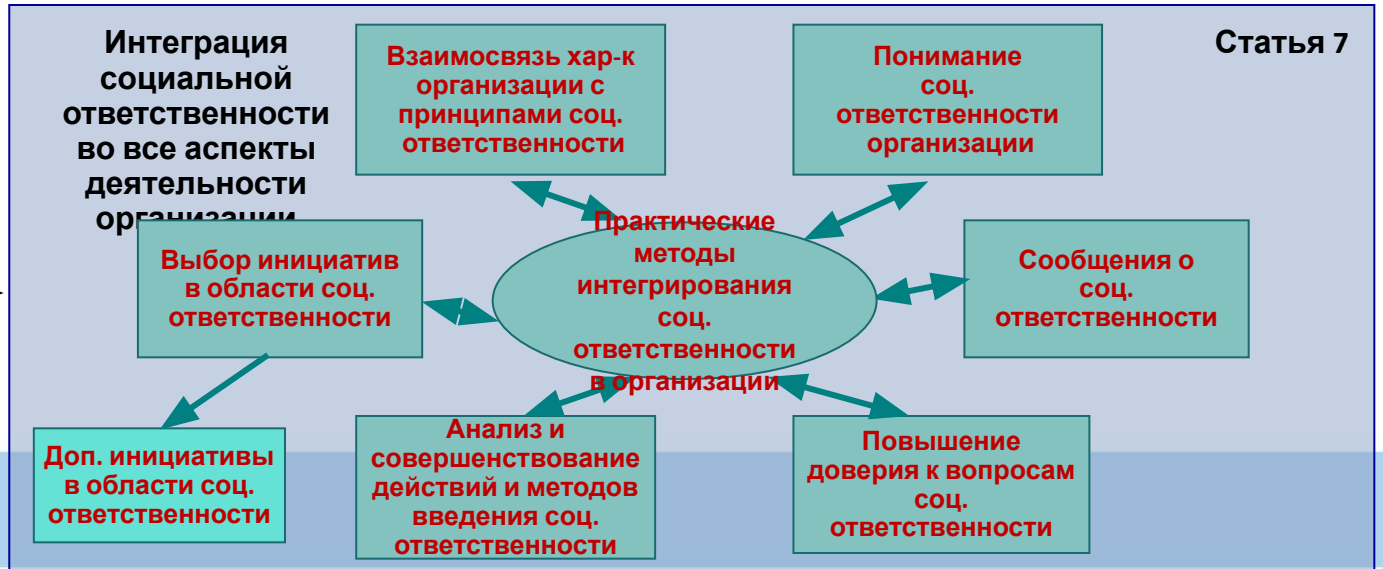 Интеграция
социальной
ответственности
во все аспекты
деятельности
организации
Взаимосвязь хар-к
организации с
принципами соц.
ответственности
Понимание
соц.
ответственности
организации
Статья 7
Выбор инициатив
в области соц.
ответственности
Практические
методы
интегрирования
соц.
ответственности
в организации
Сообщения о
соц.
ответственности
Доп. инициативы
в области соц.
ответственности
Анализ и
совершенствование
действий и методов
введения соц.
ответственности
Повышение
доверия к вопросам
соц.
ответственности